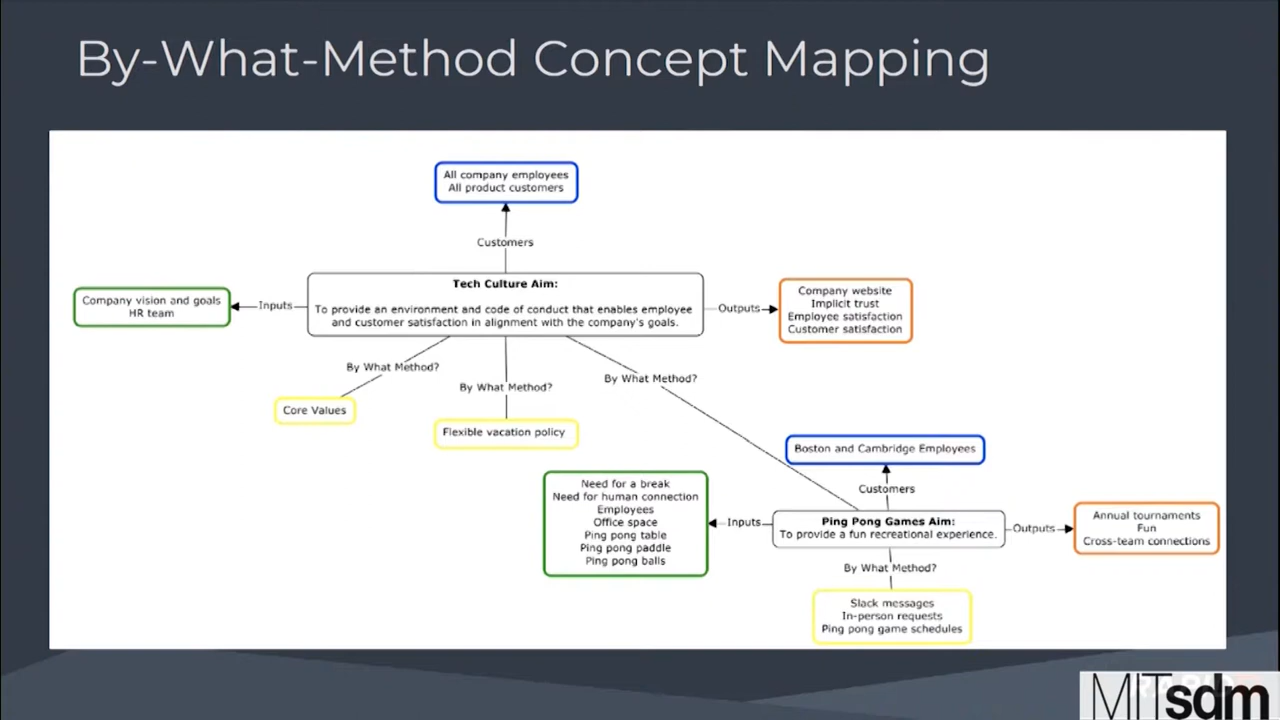 By-What-Method Concept Mapping
All company employees
All product customers
Customers
Tech Culture Aim:
To provide an environment and code of conduct that enables employee
and customer satisfaction in alignment with the company's goals.
Inputs
Company vision and goals
HR team
Outputs
Company website
Implicit trust
Employee satisfaction
Customer satisfaction
By What Method?
Core Values
By What Method?
Flexible vacation policy
By What Method?
Boston and Cambridge Employees
Customers
Ping Pong Games Aim:
To provide a fun recreational experience.
Inputs
Need for a break
Need for human connection
Employees
Office space
Ping pong table
Ping pong paddle
Ping pong balls
Outputs
Annual tournaments
Fun
Cross-team connections
By What Method?
Slack messages
In-person requests
Ping pong game schedules
MITsdm